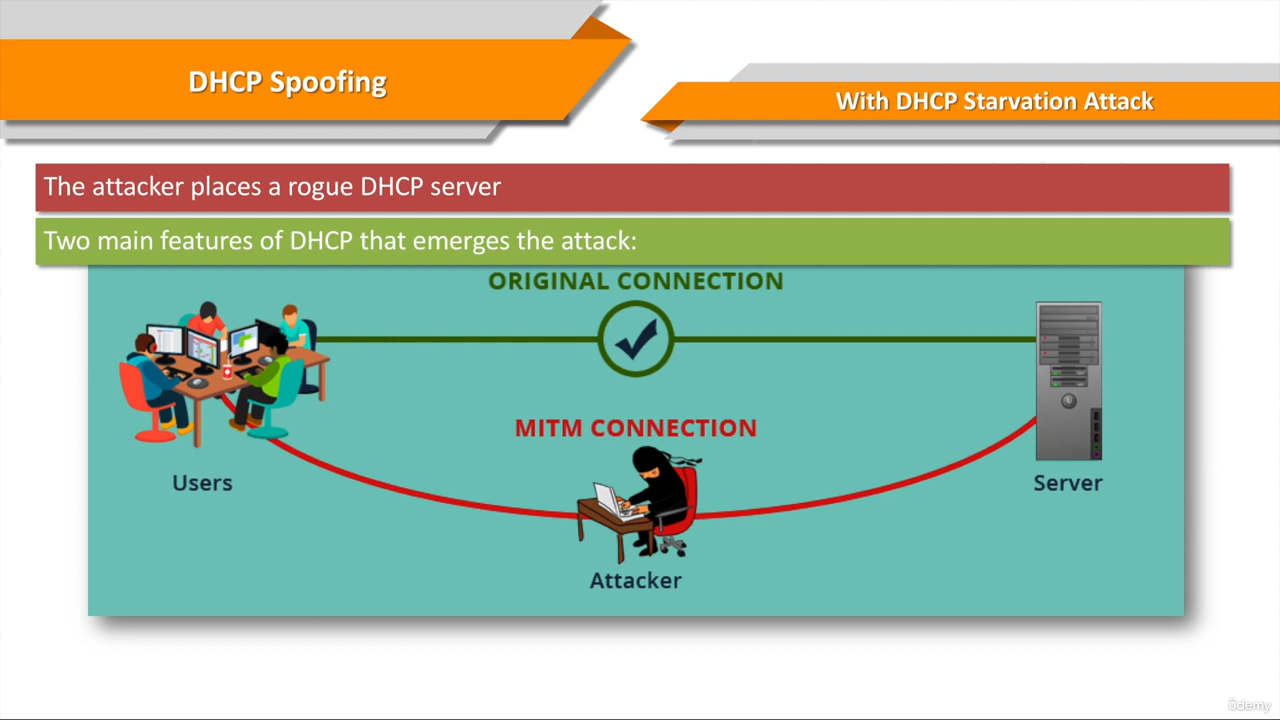 DHCP Spoofing
With DHCP Starvation Attack
The attacker places a rogue DHCP server
Two main features of DHCP that emerges the attack:
ORIGINAL CONNECTION
MITM CONNECTION
Users
Server
Attacker
ûdemy